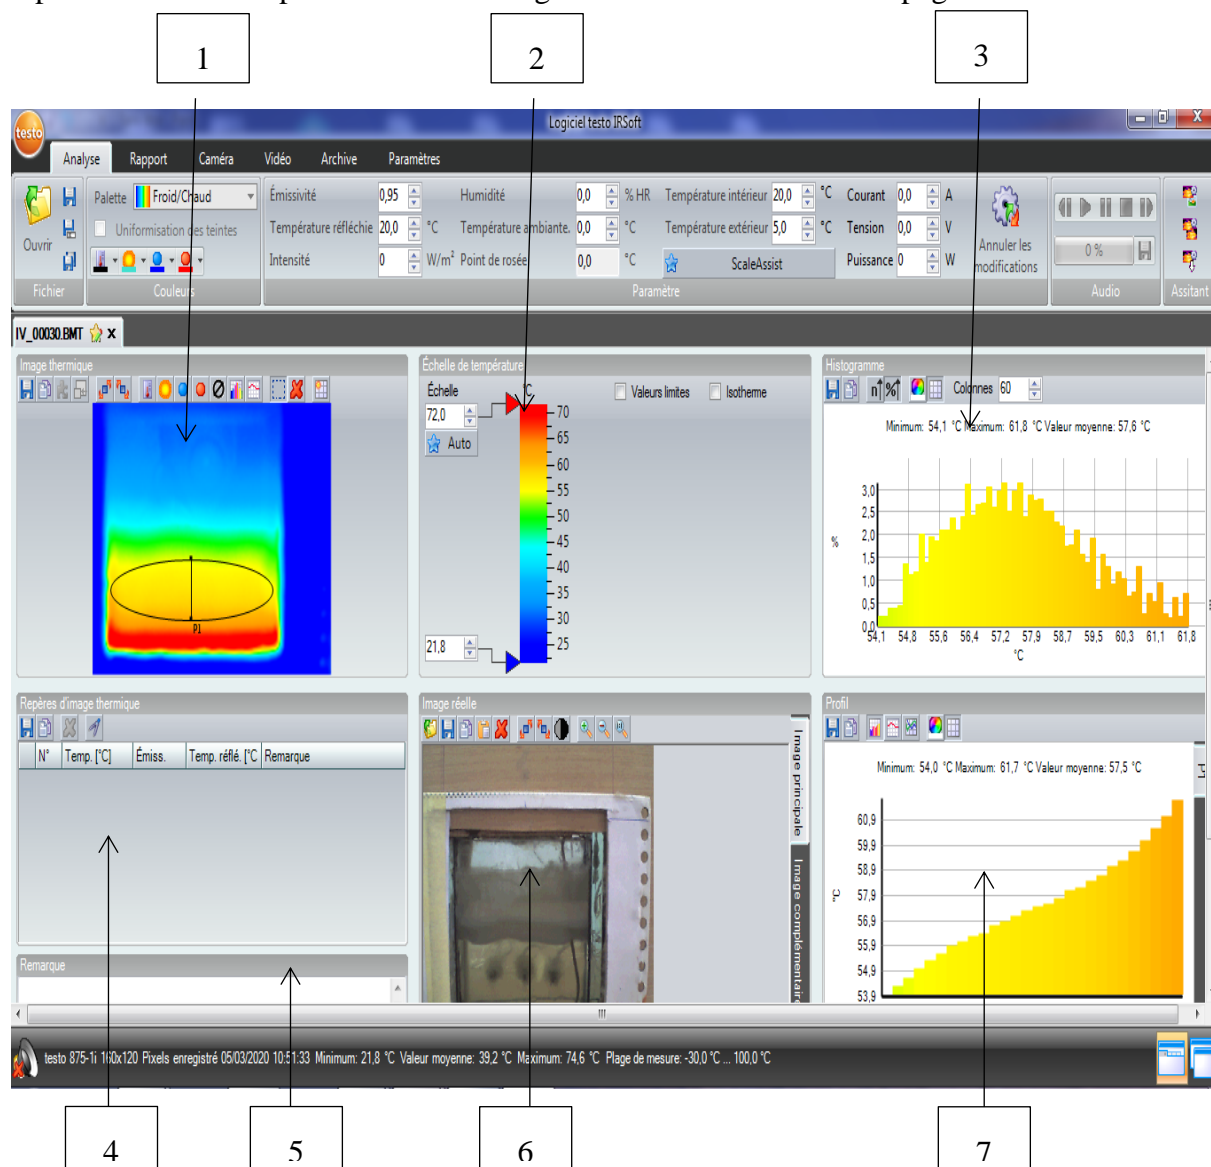 1 2 3
testo
Logiciel testo IRSoft
Analyse Rapport Caméra Vidéo Archive Paramètres
Palette Froid/Chaud Émissivité 0,95 Humidité 0,0 % HR Température intérieur 20,0 °C Courant 0,0 A
Uniformisation des teintes Température réfléchie 20,0 °C Température ambiante. 0,0 °C Température extérieur 5,0 °C Tension 0,0 V
Ouvrir Intensité 0 W/m² Point de rosée 0,0 °C ScaleAssist Puissance 0 W Annuler les modifications 0 %
Fichier Couleurs Paramètre Audio Assitant
IV_00030.BMT x
Image thermique
P1
Échelle de température
Échelle °C Valeurs limites Isotherme
72,0
Auto
70
65
60
55
50
45
40
35
30
25
21,8
Histogramme
n % Colonnes 60
Minimum: 54,1 °C Maximum: 61,8 °C Valeur moyenne: 57,6 °C
3,0
2,5
2,0
1,5
1,0
0,5
0,0
%
54,1 54,8 55,6 56,4 57,2 57,9 58,7 59,5 60,3 61,1 61,8
°C
Repères d'image thermique
N° Temp. [°C] Émiss. Temp. réflé. [°C Remarque
Remarque
Image réelle
Image principale
Image complémentaire
Profil
Minimum: 54,0 °C Maximum: 61,7 °C Valeur moyenne: 57,5 °C
P1
60,9
59,9
58,9
57,9
56,9
55,9
54,9
53,9
°C
testo 875-1i 160x120 Pixels enregistré 05/03/2020 10:51:33 Minimum: 21,8 °C Valeur moyenne: 39,2 °C Maximum: 74,6 °C Plage de mesure: -30,0 °C ... 100,0 °C
4 5 6 7